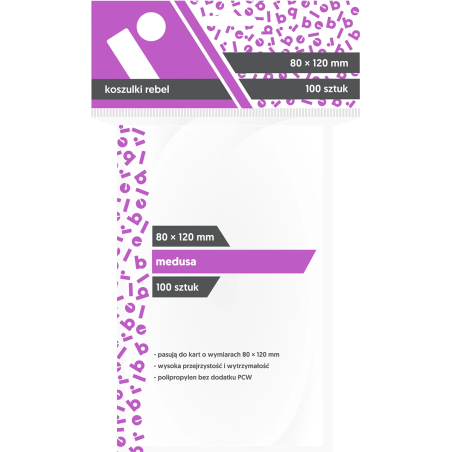 80 × 120 mm
koszulki rebel
100 sztuk
80 × 120 mm
medusa
100 sztuk
- pasują do kart o wymiarach 80 × 120 mm
- wysoka przejrzystość i wytrzymałość
- polipropylen bez dodatku PCW